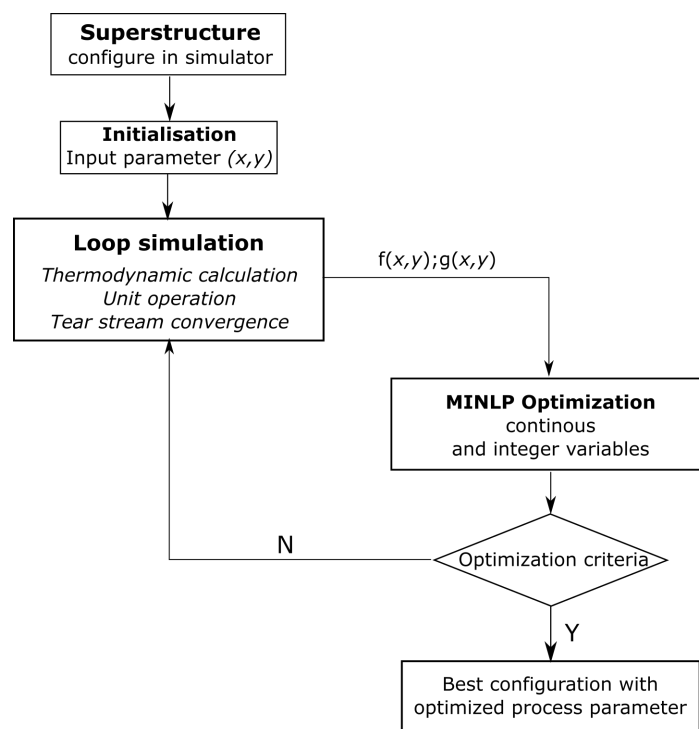 Superstructure
configure in simulator
Initialisation
Input parameter (x,y)
Loop simulation
Thermodynamic calculation
Unit operation
Tear stream convergence
f(x,y);g(x,y)
MINLP Optimization
continous
and integer variables
Optimization criteria
N
Y
Best configuration with
optimized process parameter